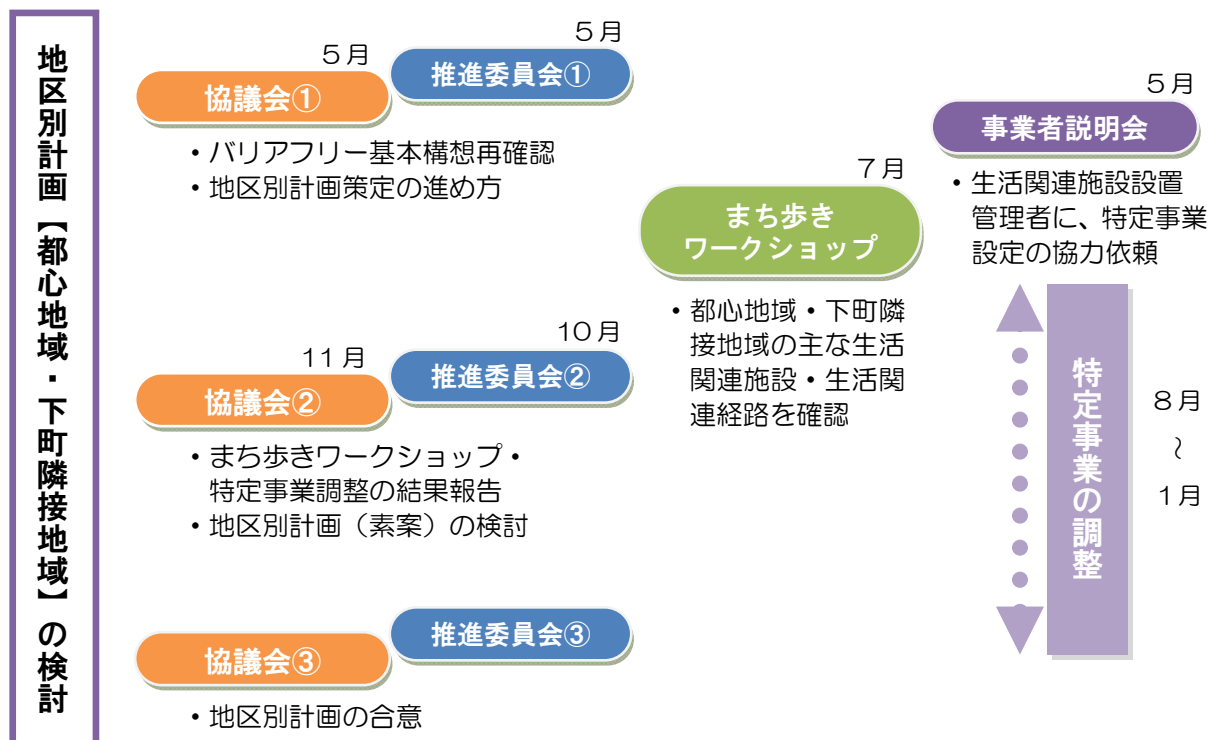 地区別計画【都心地域・下町隣接地域】の検討
５月
協議会①
５月
推進委員会①
・バリアフリー基本構想再確認
・地区別計画策定の進め方
７月
まち歩き
ワークショップ
・都心地域・下町隣
接地域の主な生活
関連施設・生活関
連経路を確認
５月
事業者説明会
・生活関連施設設置
管理者に、特定事業
設定の協力依頼
特定事業の調整
８月
～
１月
11 月
協議会②
10 月
推進委員会②
・まち歩きワークショップ・
特定事業調整の結果報告
・地区別計画（素案）の検討
協議会③
推進委員会③
・地区別計画の合意